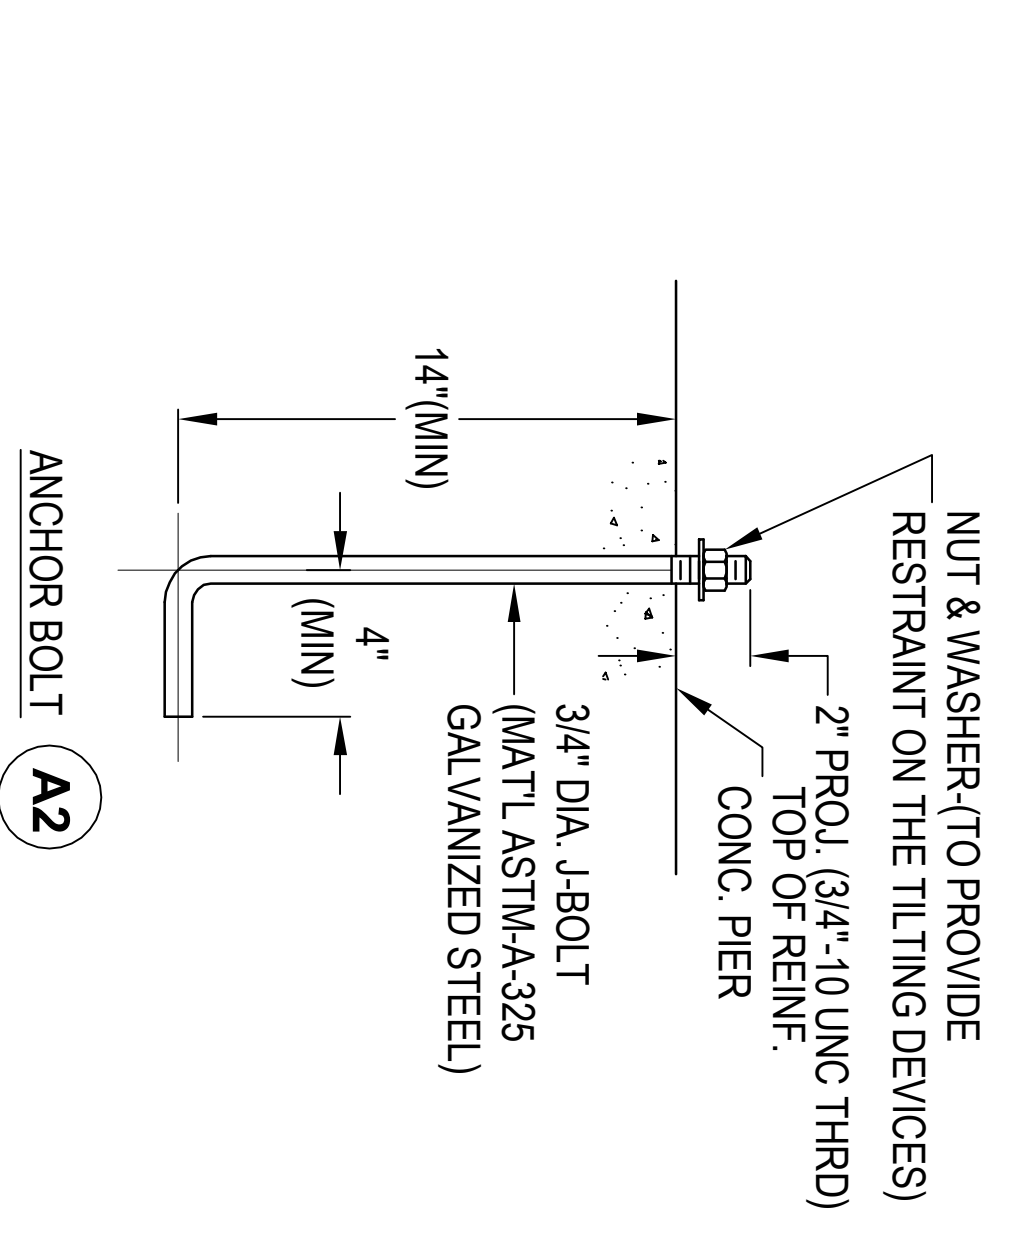 NUT & WASHER-(TO PROVIDE
RESTRAINT ON THE TILTING DEVICES)
2" PROJ. (3/4"-10 UNC THRD)
TOP OF REINF.
CONC. PIER
3/4" DIA. J-BOLT
(MAT'L ASTM-A-325
GALVANIZED STEEL)
14"(MIN)
4"
(MIN)
ANCHOR BOLT
A2